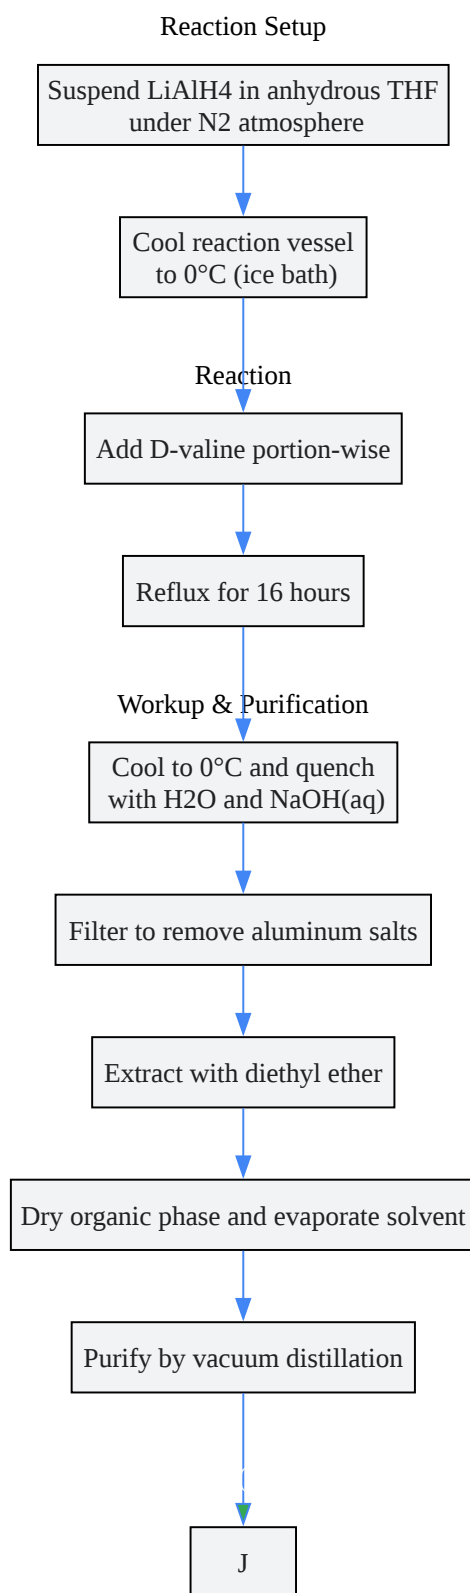 Reaction Setup
Suspend LiAlH4 in anhydrous THF
under N2 atmosphere
Cool reaction vessel
to 0°C (ice bath)
Reaction
Add D-valine portion-wise
Reflux for 16 hours
Workup & Purification
Cool to 0°C and quench
with H2O and NaOH(aq)
Filter to remove aluminum salts
Extract with diethyl ether
Dry organic phase and evaporate solvent
Purify by vacuum distillation
J